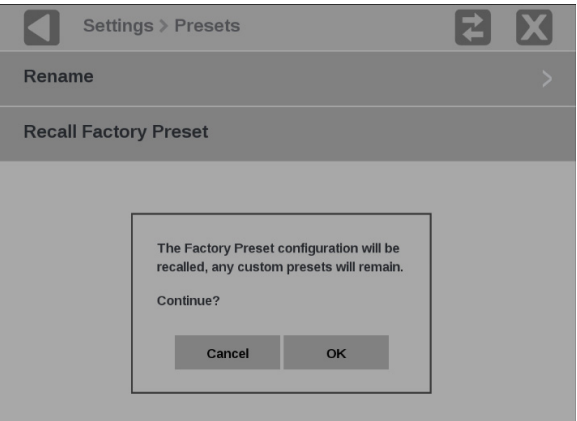 Settings > Presets
Rename
Recall Factory Preset
The Factory Preset configuration will be
recalled, any custom presets will remain.
Continue?
Cancel OK